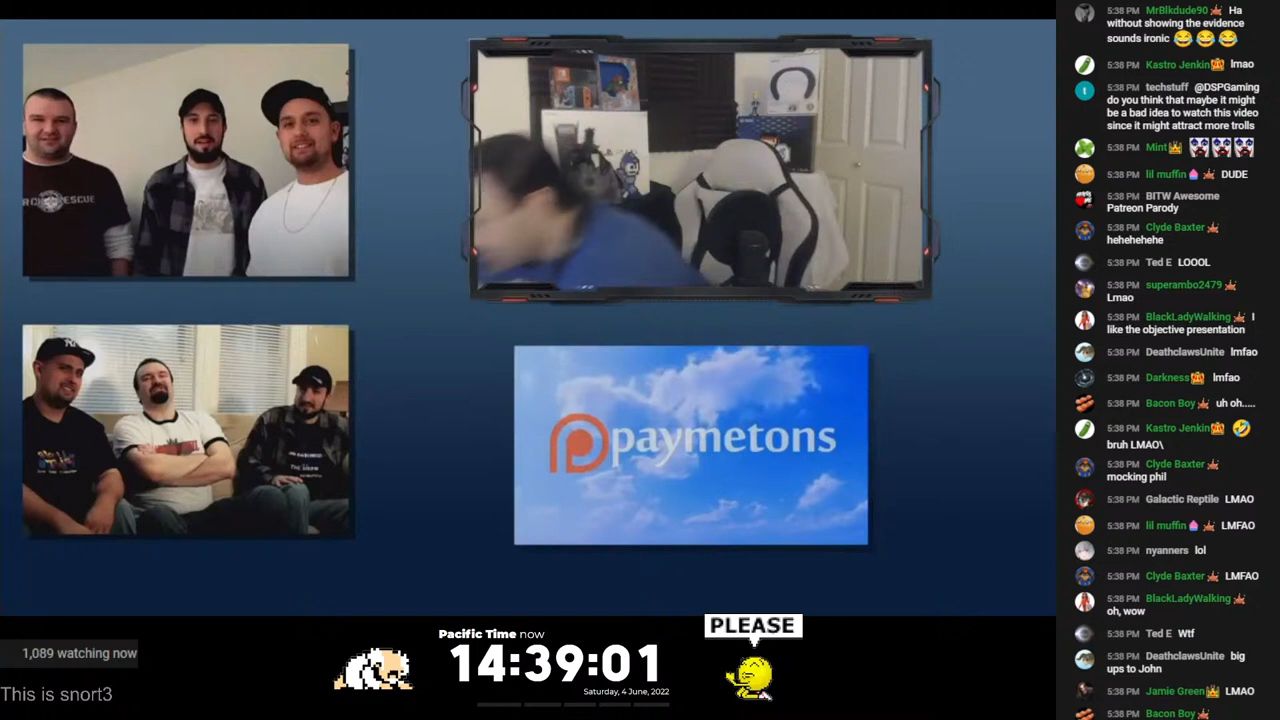 RESCUE
paymetons
1,089 watching now
This is snort3
Pacific Time now
14:39:01
Saturday, 4 June, 2022
PLEASE
5:38 PM MrBlkdude90 Ha
without showing the evidence
sounds ironic 😂😂😂
5:38 PM Kastro Jenkin lmao
5:38 PM techstuff @DSPGaming
do you think that maybe it might
be a bad idea to watch this video
since it might attract more trolls
5:38 PM Mint
5:38 PM lil muffin🧁 DUDE
5:38 PM BITW Awesome
Patreon Parody
5:38 PM Clyde Baxter
hehehehehe
5:38 PM Ted E LOOOL
5:38 PM superambo2479
Lmao
5:38 PM BlackLadyWalking I
like the objective presentation
5:38 PM DeathclawsUnite lmfao
5:38 PM Darkness lmfao
5:38 PM Bacon Boy uh oh.....
5:38 PM Kastro Jenkin 🤣
bruh LMAO\
5:38 PM Clyde Baxter
mocking phil
5:38 PM Galactic Reptile LMAO
5:38 PM lil muffin🧁 LMFAO
5:38 PM nyanners lol
5:38 PM Clyde Baxter LMFAO
5:38 PM BlackLadyWalking
oh, wow
5:38 PM Ted E Wtf
5:38 PM DeathclawsUnite big
ups to John
5:38 PM Jamie Green LMAO
5:38 PM Bacon Boy